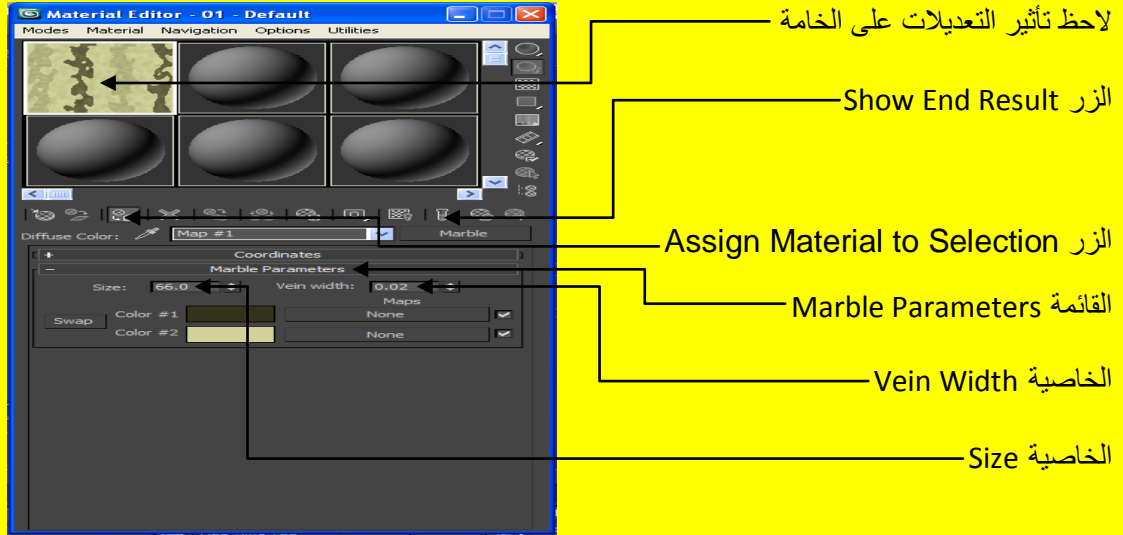 Material Editor - 01 - Default
Modes Material Navigation Options Utilities
لاحظ تأثير التعديلات على الخامة
الزر Show End Result
Diffuse Color: Map #1 Marble
الزر Assign Material to Selection
+ Coordinates
- Marble Parameters
Size: 66.0 Vein width: 0.02
Maps
القائمة Marble Parameters
Swap Color #1 None
Color #2 None
الخاصية Vein Width
الخاصية Size